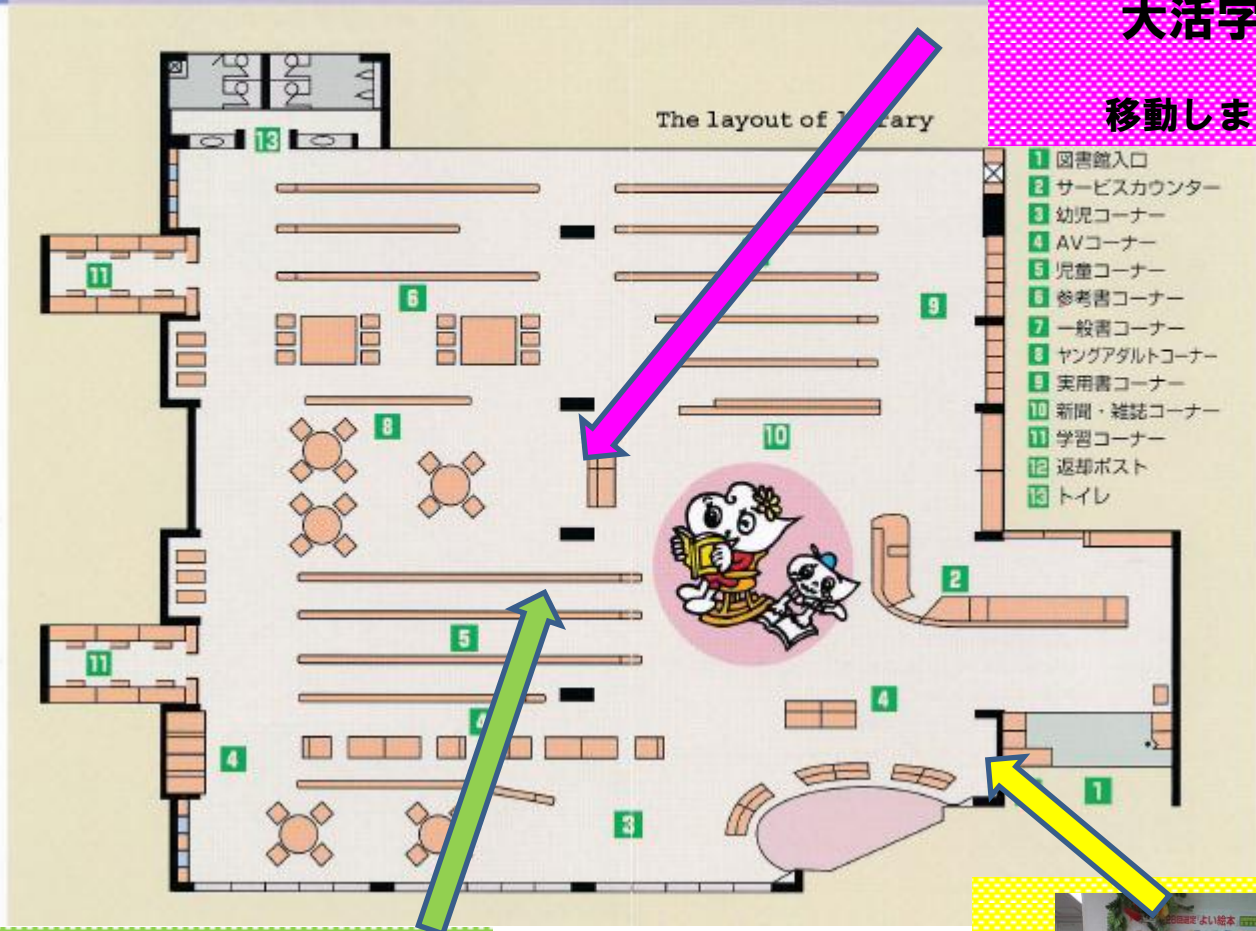 大活字
移動しま
The layout of rary
1 図書館入口
2 サービスカウンター
3 幼児コーナー
4 AVコーナー
5 児童コーナー
6 参考書コーナー
7 一般書コーナー
8 ヤングアダルトコーナー
9 実用書コーナー
10 新聞・雑誌コーナー
11 学習コーナー
12 返却ポスト
13 トイレ
13
11
6
9
8
10
2
5
11
4
4
4
3
1
よい絵本